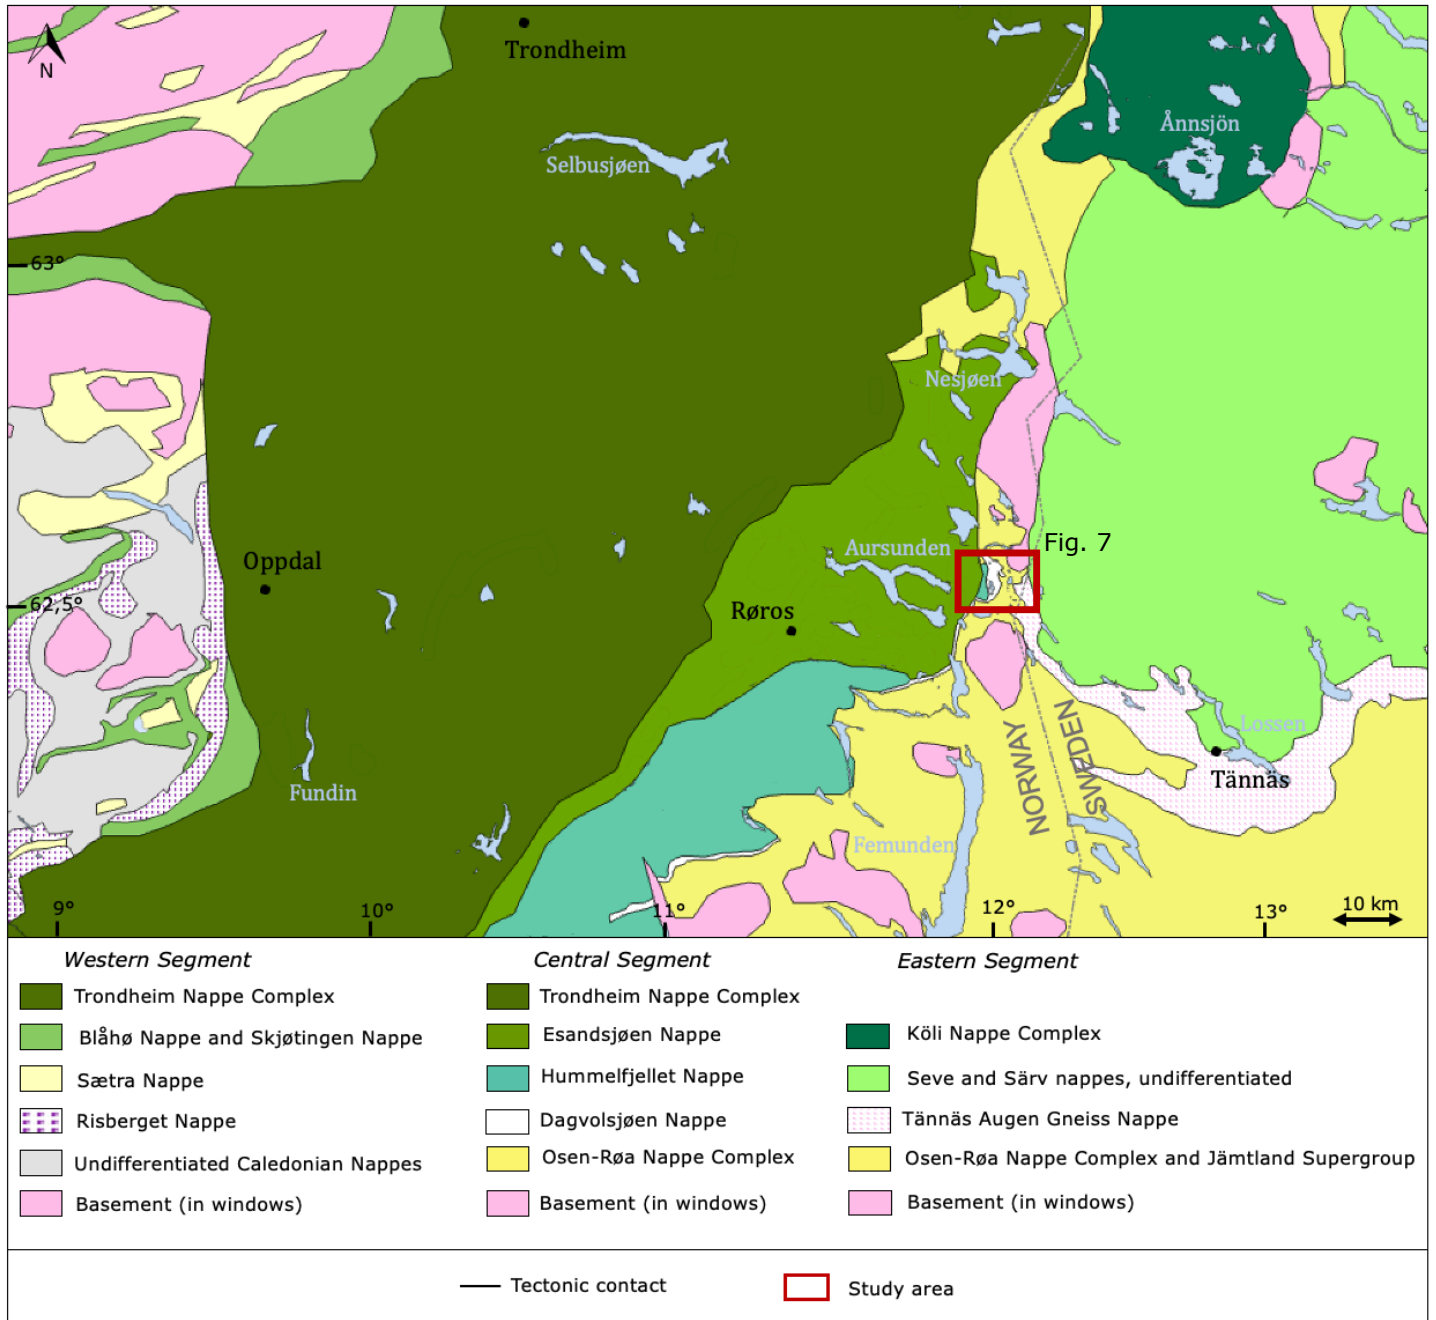 N
Trondheim
Ånnsjön
Selbusjøen
63°
Nesjøen
Oppdal
Aursunden
Fig. 7
62,5°
Røros
NORWAY
SWEDEN
Lossen
Tännäs
Fundin
Femunden
9°
10°
11°
12°
13°
10 km
Western Segment
Central Segment
Eastern Segment
Trondheim Nappe Complex
Trondheim Nappe Complex
Blåhø Nappe and Skjøtingen Nappe
Esandsjøen Nappe
Köli Nappe Complex
Sætra Nappe
Hummelfjellet Nappe
Seve and Särv nappes, undifferentiated
Risberget Nappe
Dagvolsjøen Nappe
Tännäs Augen Gneiss Nappe
Undifferentiated Caledonian Nappes
Osen-Røa Nappe Complex
Osen-Røa Nappe Complex and Jämtland Supergroup
Basement (in windows)
Basement (in windows)
Basement (in windows)
Tectonic contact
Study area